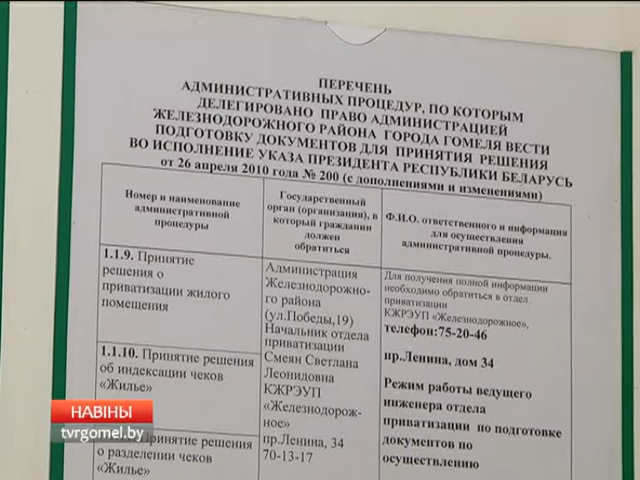 ПЕРЕЧЕНЬ
АДМИНИСТРАТИВНЫХ ПРОЦЕДУР, ПО КОТОРЫМ
ДЕЛЕГИРОВАНО ПРАВО АДМИНИСТРАЦИЕЙ
ЖЕЛЕЗНОДОРОЖНОГО РАЙОНА ГОРОДА ГОМЕЛЯ ВЕСТИ
ПОДГОТОВКУ ДОКУМЕНТОВ ДЛЯ ПРИНЯТИЯ РЕШЕНИЯ
ВО ИСПОЛНЕНИЕ УКАЗА ПРЕЗИДЕНТА РЕСПУБЛИКИ БЕЛАРУСЬ
от 26 апреля 2010 года № 200 (с дополнениями и изменениями)
Номер и наименование
административной
процедуры
Государственный
орган (организация), в
который гражданин
должен
обратиться
Ф.И.О. ответственного и информация
для осуществления
административной процедуры.
1.1.9. Принятие
решения о
приватизации жилого
помещения
Администрация
Железнодорожно-
го района
(ул.Победы,19)
Начальник отдела
приватизации
Смеян Светлана
Леонидовна
КЖРЭУП
«Железнодорож-
ное»
пр.Ленина, 34
70-13-17
Для получения полной информации
необходимо обратиться в отдел
приватизации
КЖРЭУП «Железнодорожное»,
телефон:75-20-46
пр.Ленина, дом 34
Режим работы ведущего
инженера отдела
приватизации по подготовке
документов по
осуществлению
1.1.10. Принятие решения
об индексации чеков
«Жилье»
Принятие решения
о разделении чеков
«Жилье»
НАВІНЫ
tvrgomel.by